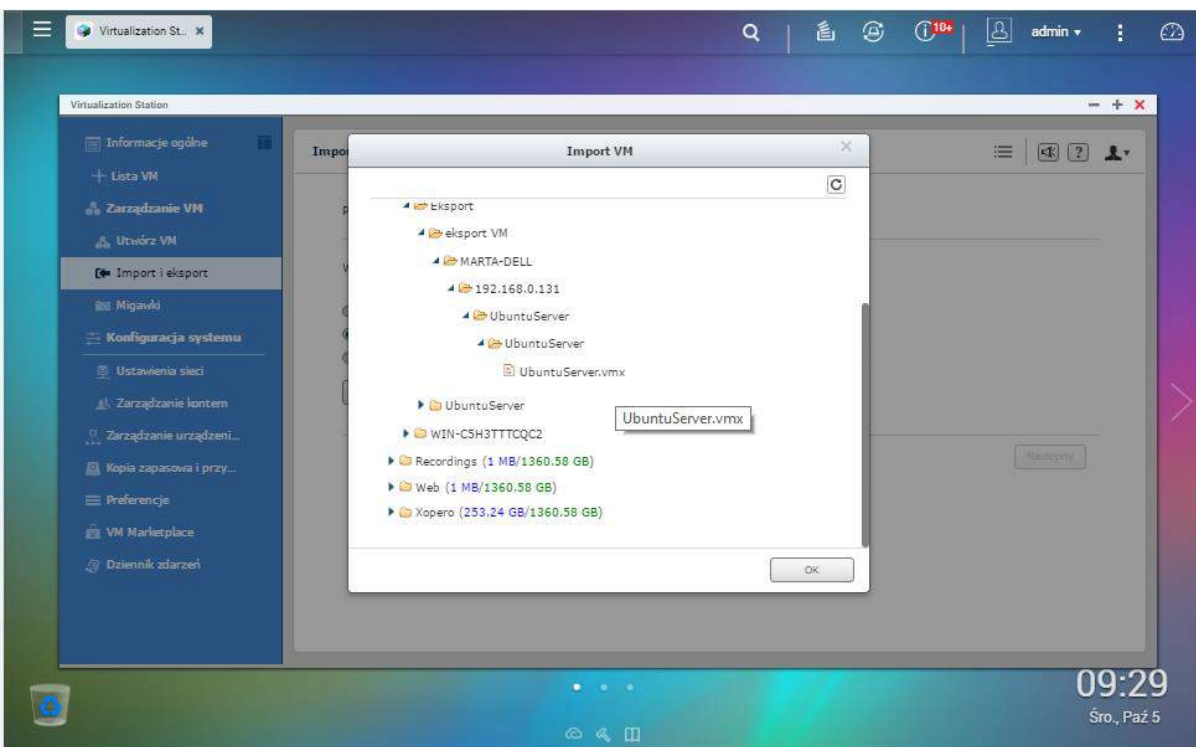 Virtualization St..
10+
admin
Virtualization Station
Informacje ogólne
Lista VM
Zarządzanie VM
Utwórz VM
Import i eksport
Migawki
Konfiguracja systemu
Ustawienia sieci
Zarządzanie kontem
Zarządzanie urządzeni...
Kopia zapasowa i przy...
Preferencje
VM Marketplace
Dziennik zdarzeń
Impo
Import VM
Eksport
eksport VM
MARTA-DELL
192.168.0.131
UbuntuServer
UbuntuServer
UbuntuServer.vmx
UbuntuServer
UbuntuServer.vmx
WIN-C5H3TTTCQC2
Recordings (1 MB/1360.58 GB)
Web (1 MB/1360.58 GB)
Xopero (253.24 GB/1360.58 GB)
OK
Następny
09:29
Śro., Paź 5